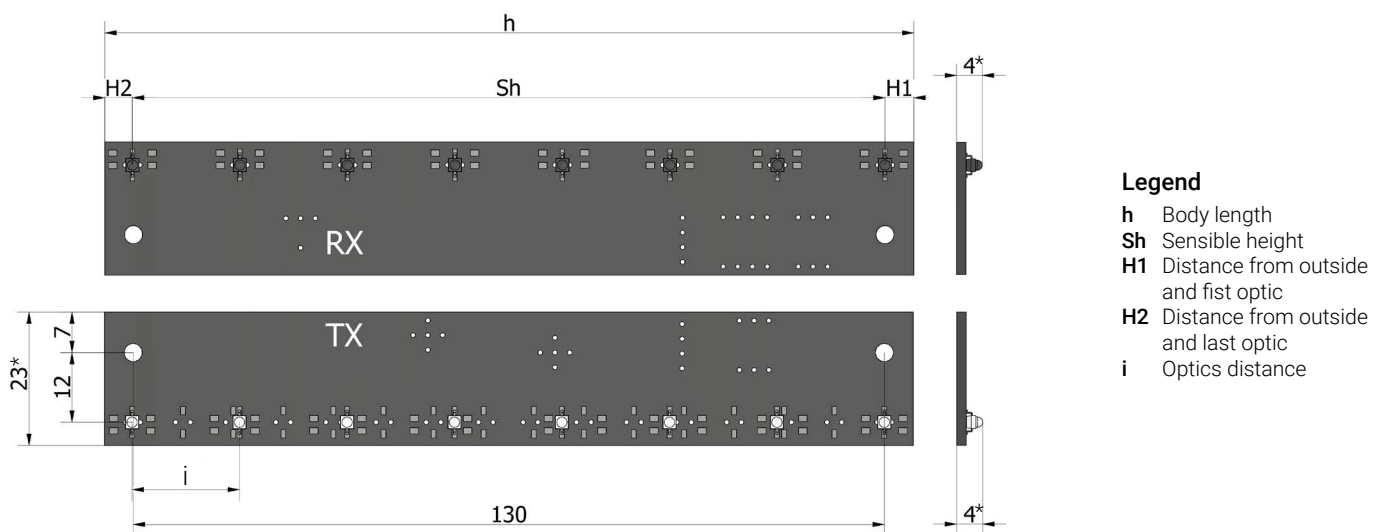 h
H2
Sh
H1
4*
RX
TX
7
23*
12
i
130
4*
Legend
h Body length
Sh Sensible height
H1 Distance from outside
and fist optic
H2 Distance from outside
and last optic
i Optics distance